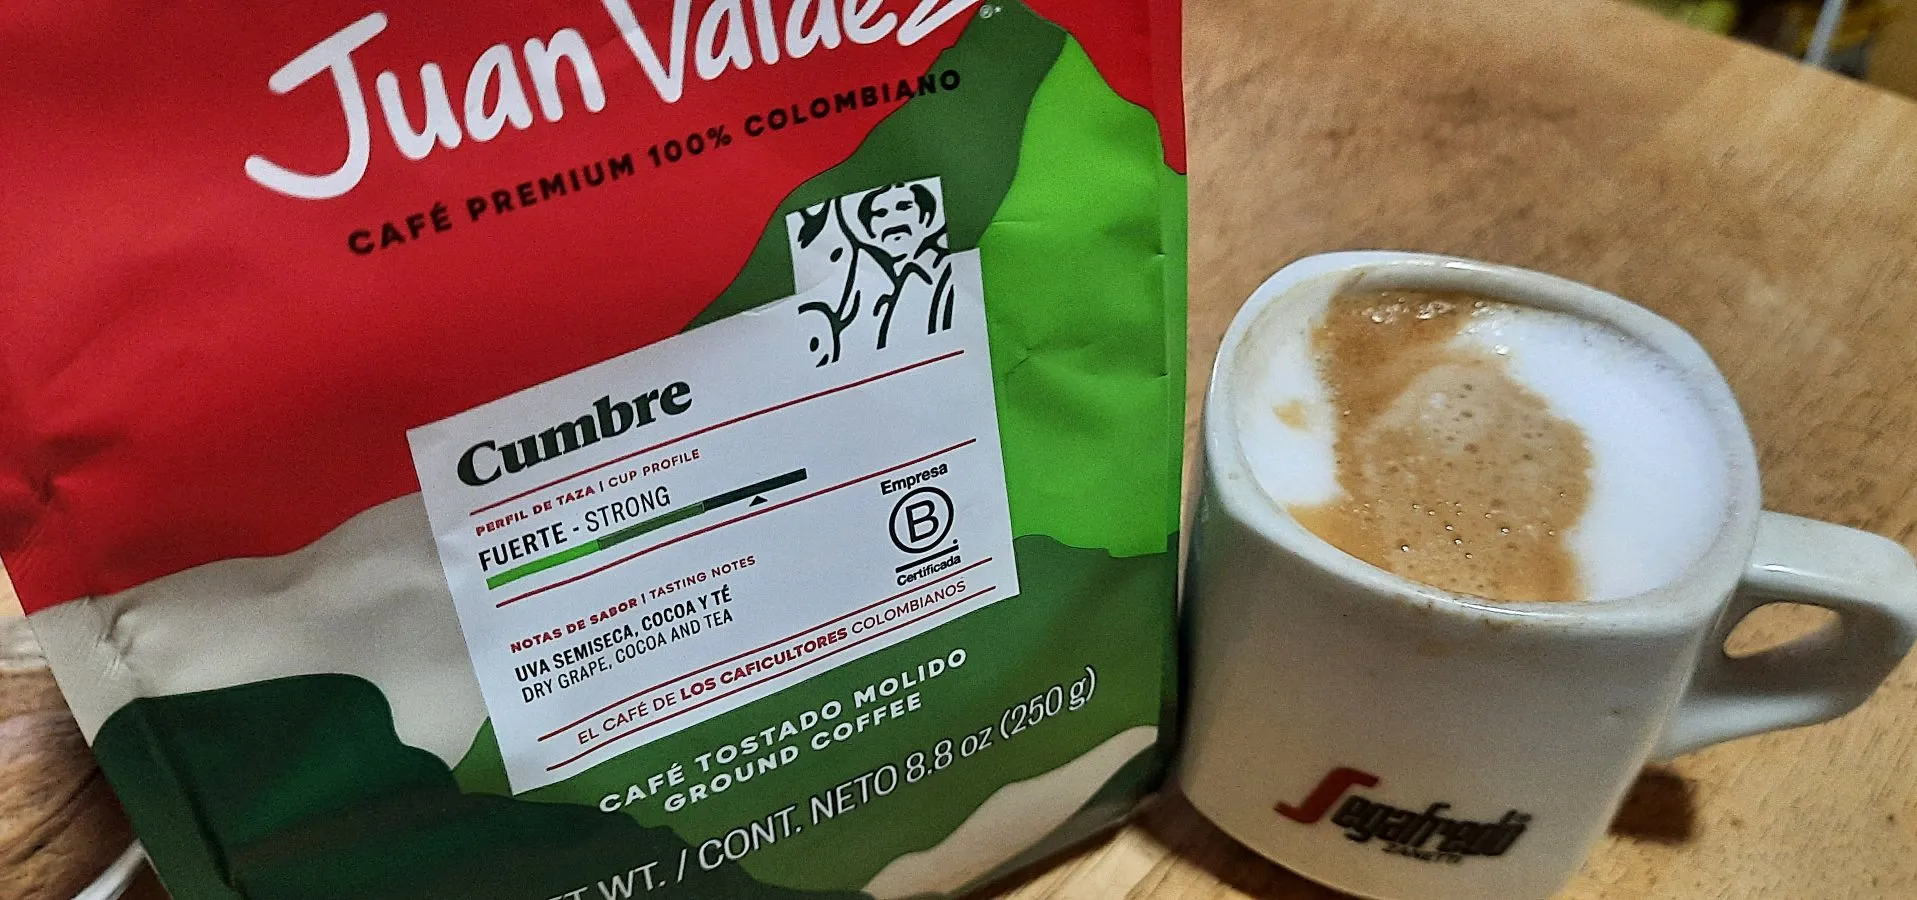 Juan Valdez
CAFÉ PREMIUM 100% COLOMBIANO
Cumbre
PERFIL DE TAZA | CUP PROFILE
FUERTE - STRONG
Empresa
B
Certificada
NOTAS DE SABOR | TASTING NOTES
UVA SEMISECA, COCOA Y TÉ
DRY GRAPE, COCOA AND TEA
EL CAFÉ DE LOS CAFICULTORES COLOMBIANOS
CAFÉ TOSTADO MOLIDO
GROUND COFFEE
WT. / CONT. NETO 8.8 oz (250 g)
Segafredo
ZANETTI